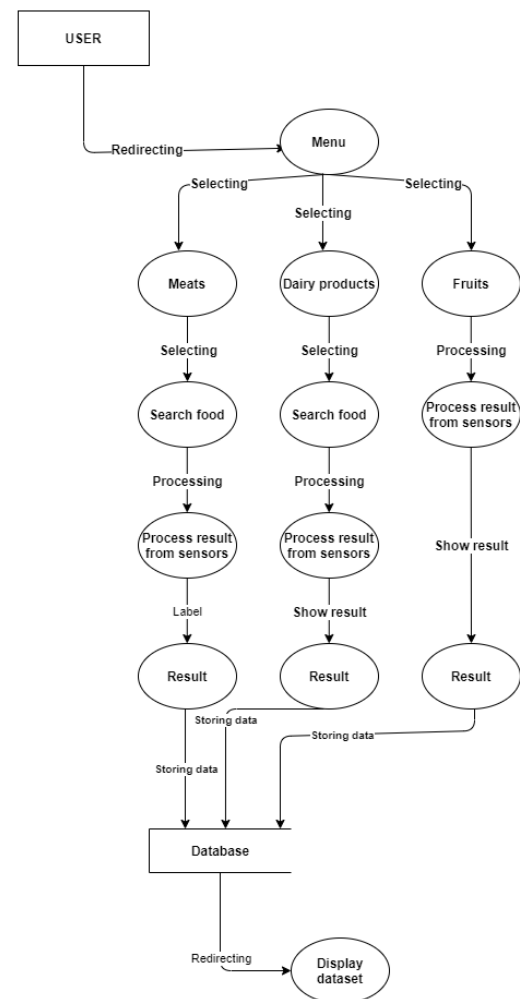 USER
Redirecting
Menu
Selecting
Selecting
Selecting
Meats
Dairy products
Fruits
Selecting
Selecting
Processing
Search food
Search food
Process result
from sensors
Processing
Processing
Process result
from sensors
Process result
from sensors
Show result
Label
Show result
Result
Result
Result
Storing data
Storing data
Storing data
Database
Redirecting
Display
dataset